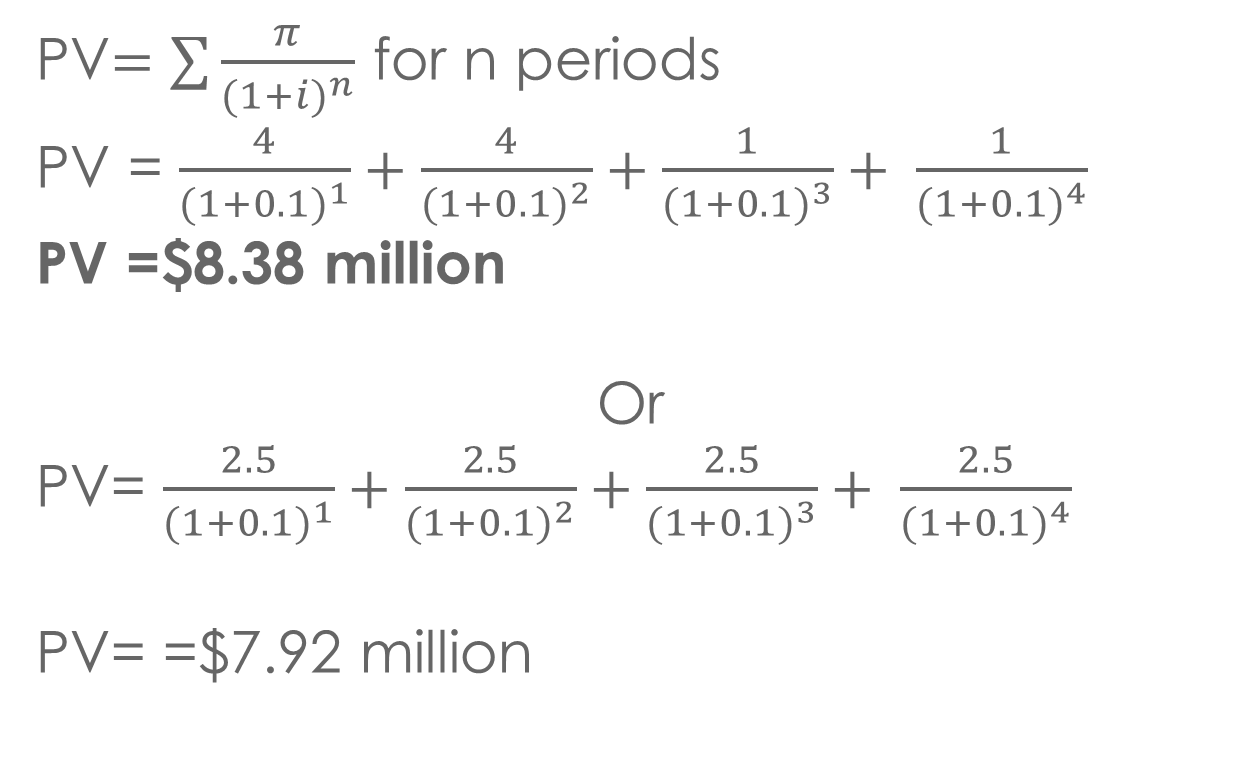 PV= ∑ π/(1+i)^n for n periods
PV = 4/(1+0.1)^1 + 4/(1+0.1)^2 + 1/(1+0.1)^3 + 1/(1+0.1)^4
PV =$8.38 million
Or
PV= 2.5/(1+0.1)^1 + 2.5/(1+0.1)^2 + 2.5/(1+0.1)^3 + 2.5/(1+0.1)^4
PV= =$7.92 million